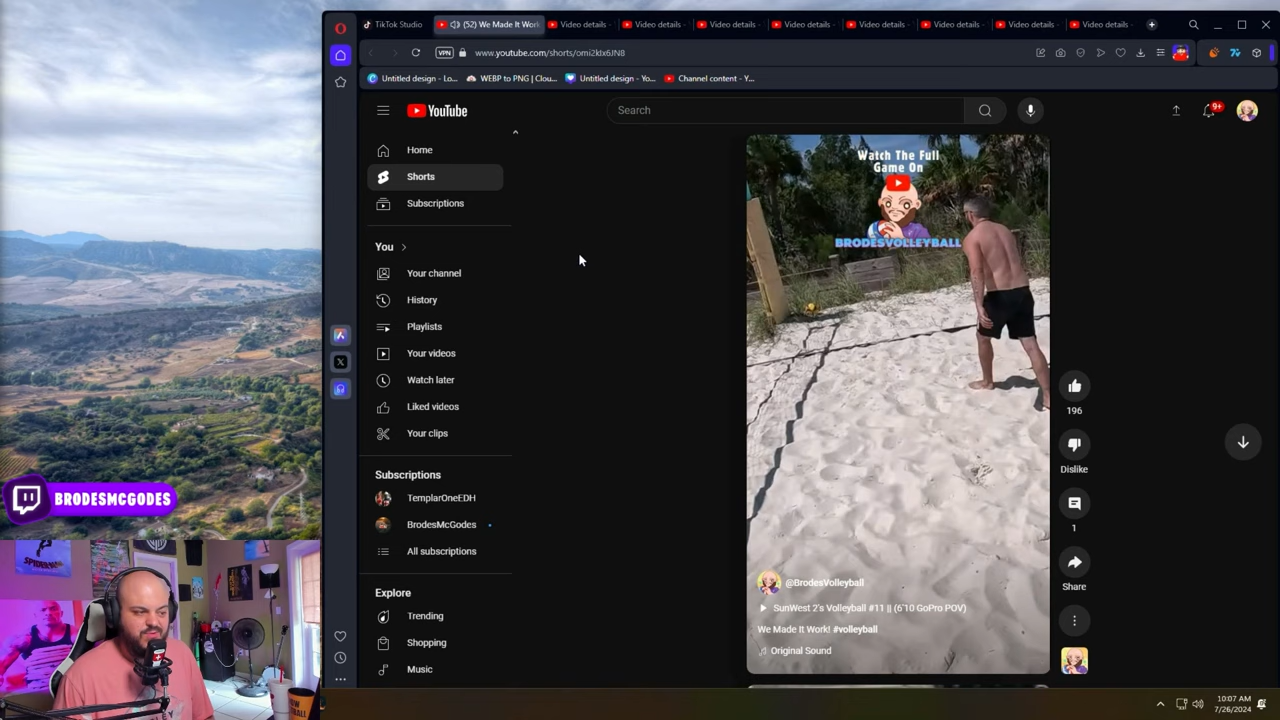 TikTok Studio
(52) We Made It Work
Video details
Video details
Video details
Video details
Video details
Video details
Video details
Video details
VPN
www.youtube.com/shorts/omi2kIx6JN8
Untitled design - Lo...
WEBP to PNG | Clou...
Untitled design - Yo...
Channel content - Y...
YouTube
Search
9+
Home
Shorts
Subscriptions
You
Your channel
History
Playlists
Your videos
Watch later
Liked videos
Your clips
Subscriptions
TemplarOneEDH
BrodesMcGodes
All subscriptions
Explore
Trending
Shopping
Music
Watch The Full
Game On
BRODESVOLLEYBALL
@BrodesVolleyball
SunWest 2's Volleyball #11 || (6'10 GoPro POV)
We Made It Work! #volleyball
Original Sound
196
Dislike
1
Share
BRODESMCGODES
10:07 AM
7/26/2024